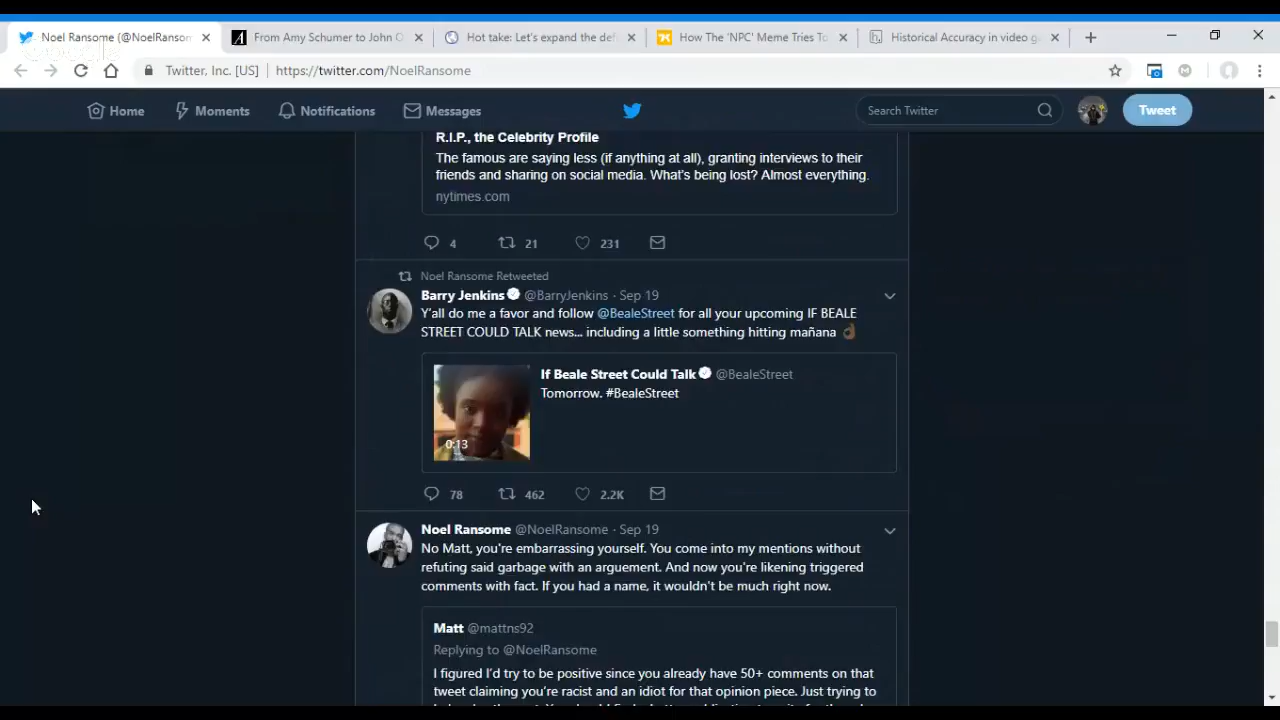 Noel Ransome (@NoelRanson
From Amy Schumer to John O
Hot take: Let's expand the def
How The 'NPC' Meme Tries To
Historical Accuracy in video g
Twitter, Inc. [US] https://twitter.com/NoelRansome
Home Moments Notifications Messages Search Twitter Tweet
R.I.P., the Celebrity Profile
The famous are saying less (if anything at all), granting interviews to their
friends and sharing on social media. What's being lost? Almost everything.
nytimes.com
4 21 231
Noel Ransome Retweeted
Barry Jenkins @BarryJenkins · Sep 19
Y'all do me a favor and follow @BealeStreet for all your upcoming IF BEALE
STREET COULD TALK news... including a little something hitting mañana 👌🏿
If Beale Street Could Talk @BealeStreet
Tomorrow. #BealeStreet
0:13
78 462 2.2K
Noel Ransome @NoelRansome · Sep 19
No Matt, you're embarrassing yourself. You come into my mentions without
refuting said garbage with an arguement. And now you're likening triggered
comments with fact. If you had a name, it wouldn't be much right now.
Matt @mattns92
Replying to @NoelRansome
I figured I'd try to be positive since you already have 50+ comments on that
tweet claiming you're racist and an idiot for that opinion piece. Just trying to